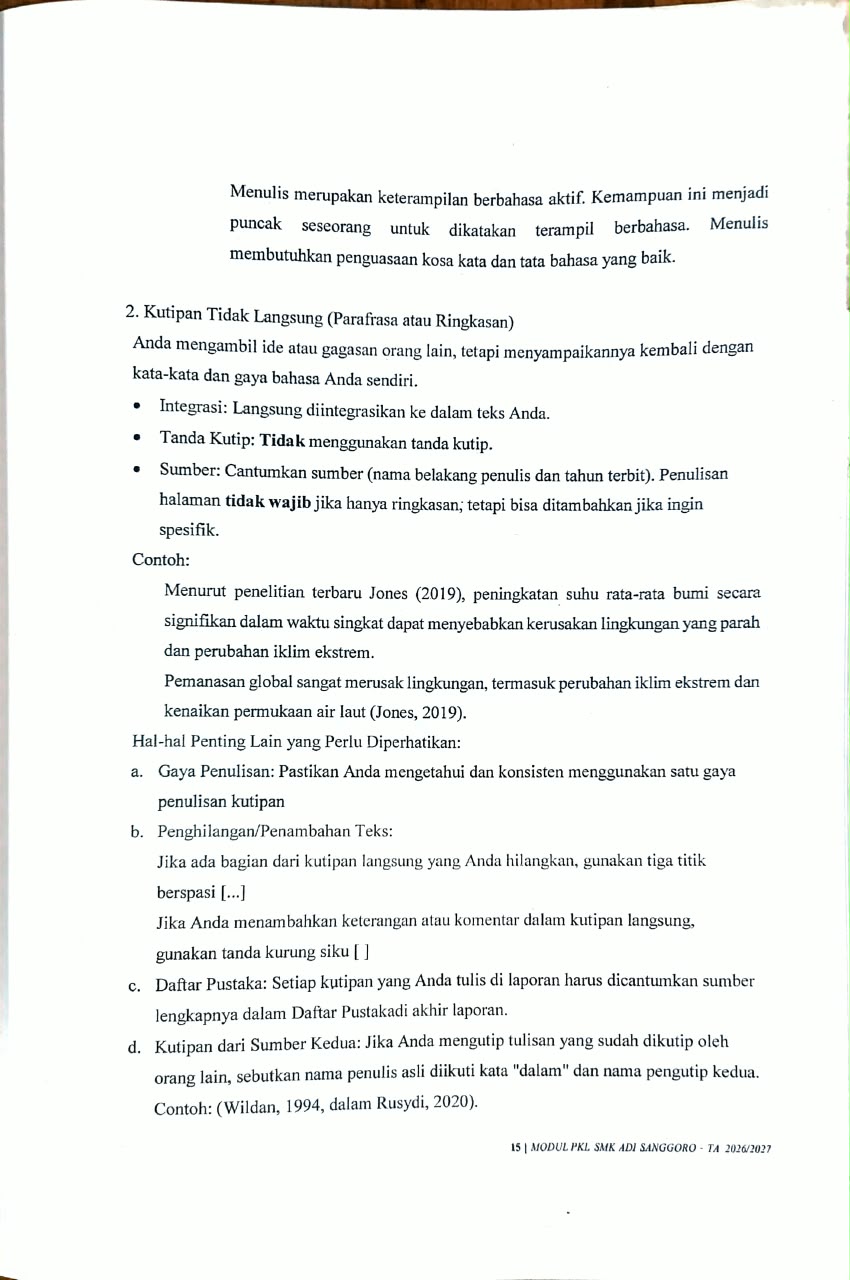 Menulis merupakan keterampilan berbahasa aktif. Kemampuan ini menjadi
puncak seseorang untuk dikatakan terampil berbahasa. Menulis
membutuhkan penguasaan kosa kata dan tata bahasa yang baik.
2. Kutipan Tidak Langsung (Parafrasa atau Ringkasan)
Anda mengambil ide atau gagasan orang lain, tetapi menyampaikannya kembali dengan
kata-kata dan gaya bahasa Anda sendiri.
• Integrasi: Langsung diintegrasikan ke dalam teks Anda.
• Tanda Kutip: Tidak menggunakan tanda kutip.
• Sumber: Cantumkan sumber (nama belakang penulis dan tahun terbit). Penulisan
halaman tidak wajib jika hanya ringkasan, tetapi bisa ditambahkan jika ingin
spesifik.
Contoh:
Menurut penelitian terbaru Jones (2019), peningkatan suhu rata-rata bumi secara
signifikan dalam waktu singkat dapat menyebabkan kerusakan lingkungan yang parah
dan perubahan iklim ekstrem.
Pemanasan global sangat merusak lingkungan, termasuk perubahan iklim ekstrem dan
kenaikan permukaan air laut (Jones, 2019).
Hal-hal Penting Lain yang Perlu Diperhatikan:
a. Gaya Penulisan: Pastikan Anda mengetahui dan konsisten menggunakan satu gaya
penulisan kutipan
b. Penghilangan/Penambahan Teks:
Jika ada bagian dari kutipan langsung yang Anda hilangkan, gunakan tiga titik
berspasi [...]
Jika Anda menambahkan keterangan atau komentar dalam kutipan langsung,
gunakan tanda kurung siku [ ]
c. Daftar Pustaka: Setiap kutipan yang Anda tulis di laporan harus dicantumkan sumber
lengkapnya dalam Daftar Pustakadi akhir laporan.
d. Kutipan dari Sumber Kedua: Jika Anda mengutip tulisan yang sudah dikutip oleh
orang lain, sebutkan nama penulis asli diikuti kata "dalam" dan nama pengutip kedua.
Contoh: (Wildan, 1994, dalam Rusydi, 2020).
15 | MODUL PKL SMK ADI SANGGORO - TA 2026/2027